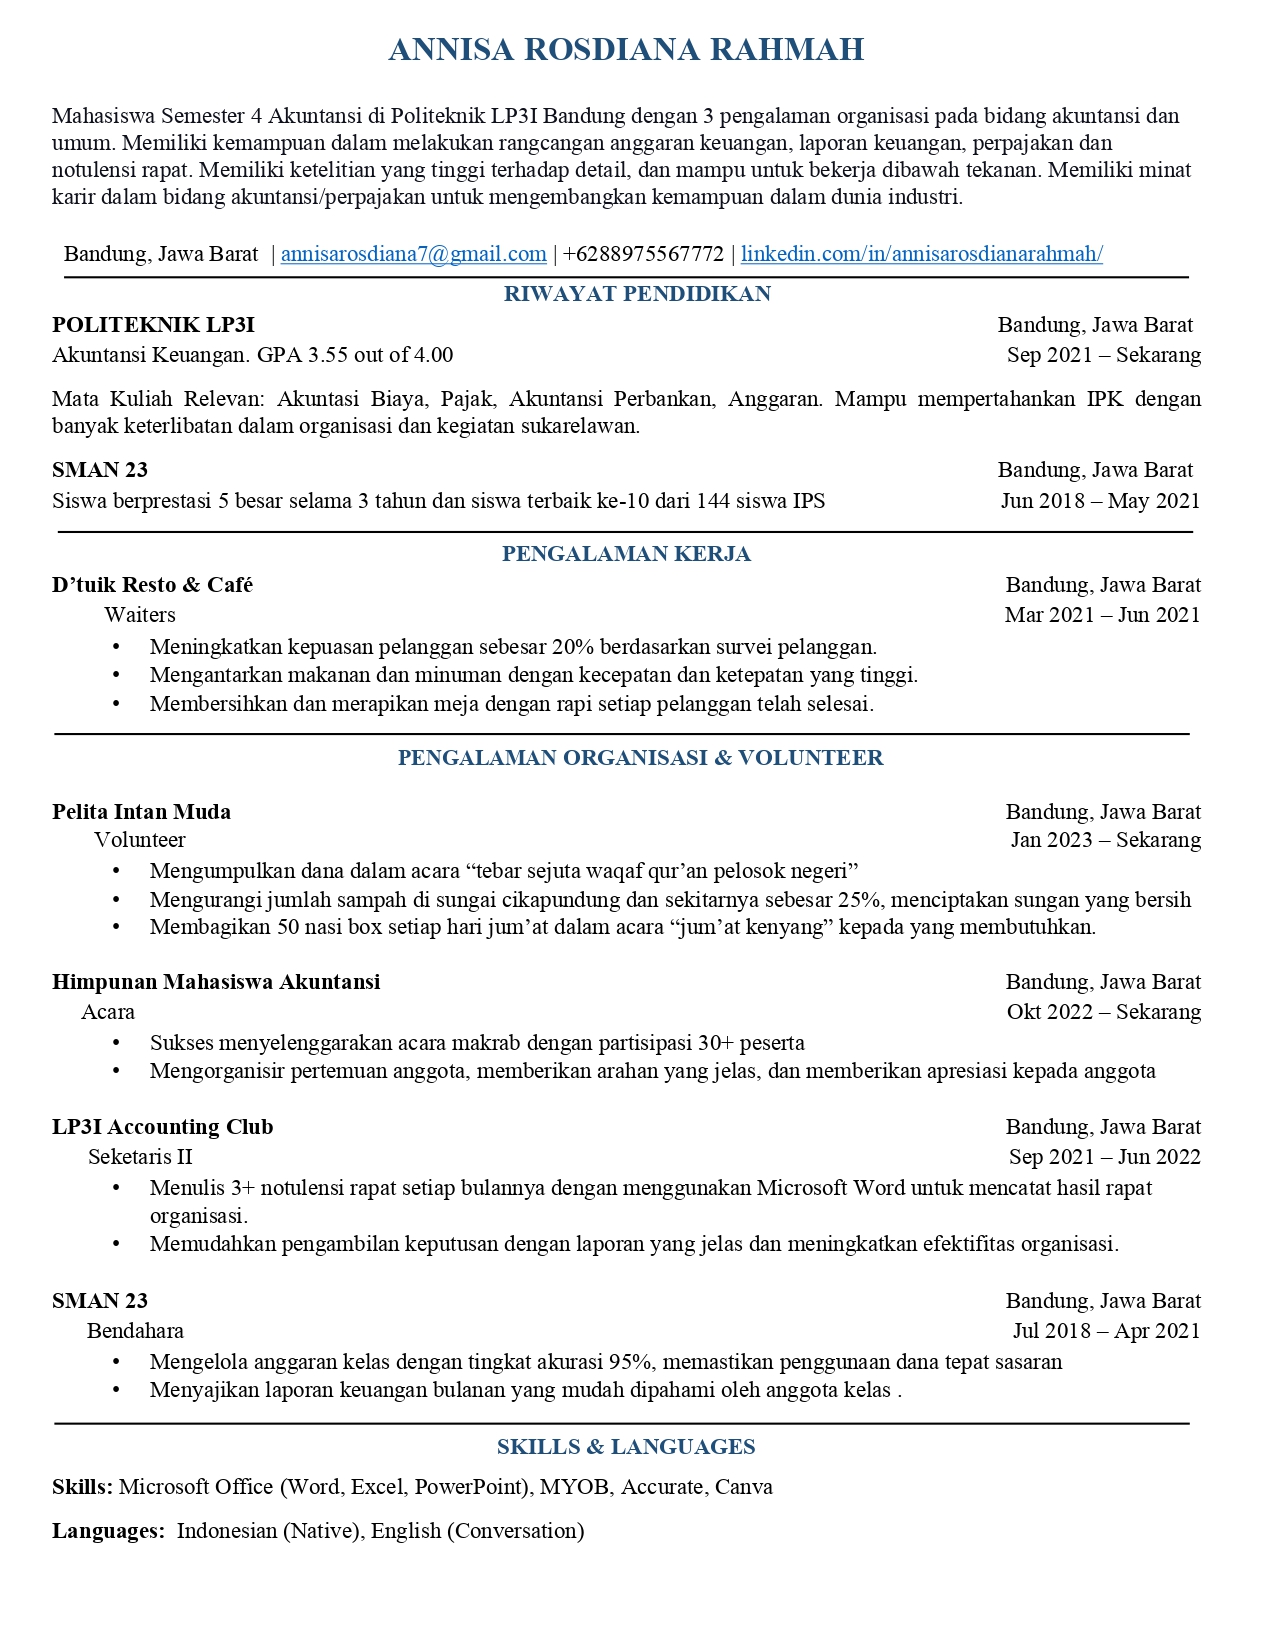 ANNISA ROSDIANA RAHMAH
Mahasiswa Semester 4 Akuntansi di Politeknik LP3I Bandung dengan 3 pengalaman organisasi pada bidang akuntansi dan
umum. Memiliki kemampuan dalam melakukan rangcangan anggaran keuangan, laporan keuangan, perpajakan dan
notulensi rapat. Memiliki ketelitian yang tinggi terhadap detail, dan mampu untuk bekerja dibawah tekanan. Memiliki minat
karir dalam bidang akuntansi/perpajakan untuk mengembangkan kemampuan dalam dunia industri.
Bandung, Jawa Barat | annisarosdiana7@gmail.com | +6288975567772 | linkedin.com/in/annisarosdianarahmah/
RIWAYAT PENDIDIKAN
POLITEKNIK LP3I Bandung, Jawa Barat
Akuntansi Keuangan. GPA 3.55 out of 4.00 Sep 2021 – Sekarang
Mata Kuliah Relevan: Akuntasi Biaya, Pajak, Akuntansi Perbankan, Anggaran. Mampu mempertahankan IPK dengan
banyak keterlibatan dalam organisasi dan kegiatan sukarelawan.
SMAN 23 Bandung, Jawa Barat
Siswa berprestasi 5 besar selama 3 tahun dan siswa terbaik ke-10 dari 144 siswa IPS Jun 2018 – May 2021
PENGALAMAN KERJA
D’tuik Resto & Café Bandung, Jawa Barat
Waiters Mar 2021 – Jun 2021
• Meningkatkan kepuasan pelanggan sebesar 20% berdasarkan survei pelanggan.
• Mengantarkan makanan dan minuman dengan kecepatan dan ketepatan yang tinggi.
• Membersihkan dan merapikan meja dengan rapi setiap pelanggan telah selesai.
PENGALAMAN ORGANISASI & VOLUNTEER
Pelita Intan Muda Bandung, Jawa Barat
Volunteer Jan 2023 – Sekarang
• Mengumpulkan dana dalam acara “tebar sejuta waqaf qur’an pelosok negeri”
• Mengurangi jumlah sampah di sungai cikapundung dan sekitarnya sebesar 25%, menciptakan sungan yang bersih
• Membagikan 50 nasi box setiap hari jum’at dalam acara “jum’at kenyang” kepada yang membutuhkan.
Himpunan Mahasiswa Akuntansi Bandung, Jawa Barat
Acara Okt 2022 – Sekarang
• Sukses menyelenggarakan acara makrab dengan partisipasi 30+ peserta
• Mengorganisir pertemuan anggota, memberikan arahan yang jelas, dan memberikan apresiasi kepada anggota
LP3I Accounting Club Bandung, Jawa Barat
Seketaris II Sep 2021 – Jun 2022
• Menulis 3+ notulensi rapat setiap bulannya dengan menggunakan Microsoft Word untuk mencatat hasil rapat
organisasi.
• Memudahkan pengambilan keputusan dengan laporan yang jelas dan meningkatkan efektifitas organisasi.
SMAN 23 Bandung, Jawa Barat
Bendahara Jul 2018 – Apr 2021
• Mengelola anggaran kelas dengan tingkat akurasi 95%, memastikan penggunaan dana tepat sasaran
• Menyajikan laporan keuangan bulanan yang mudah dipahami oleh anggota kelas .
SKILLS & LANGUAGES
Skills: Microsoft Office (Word, Excel, PowerPoint), MYOB, Accurate, Canva
Languages: Indonesian (Native), English (Conversation)